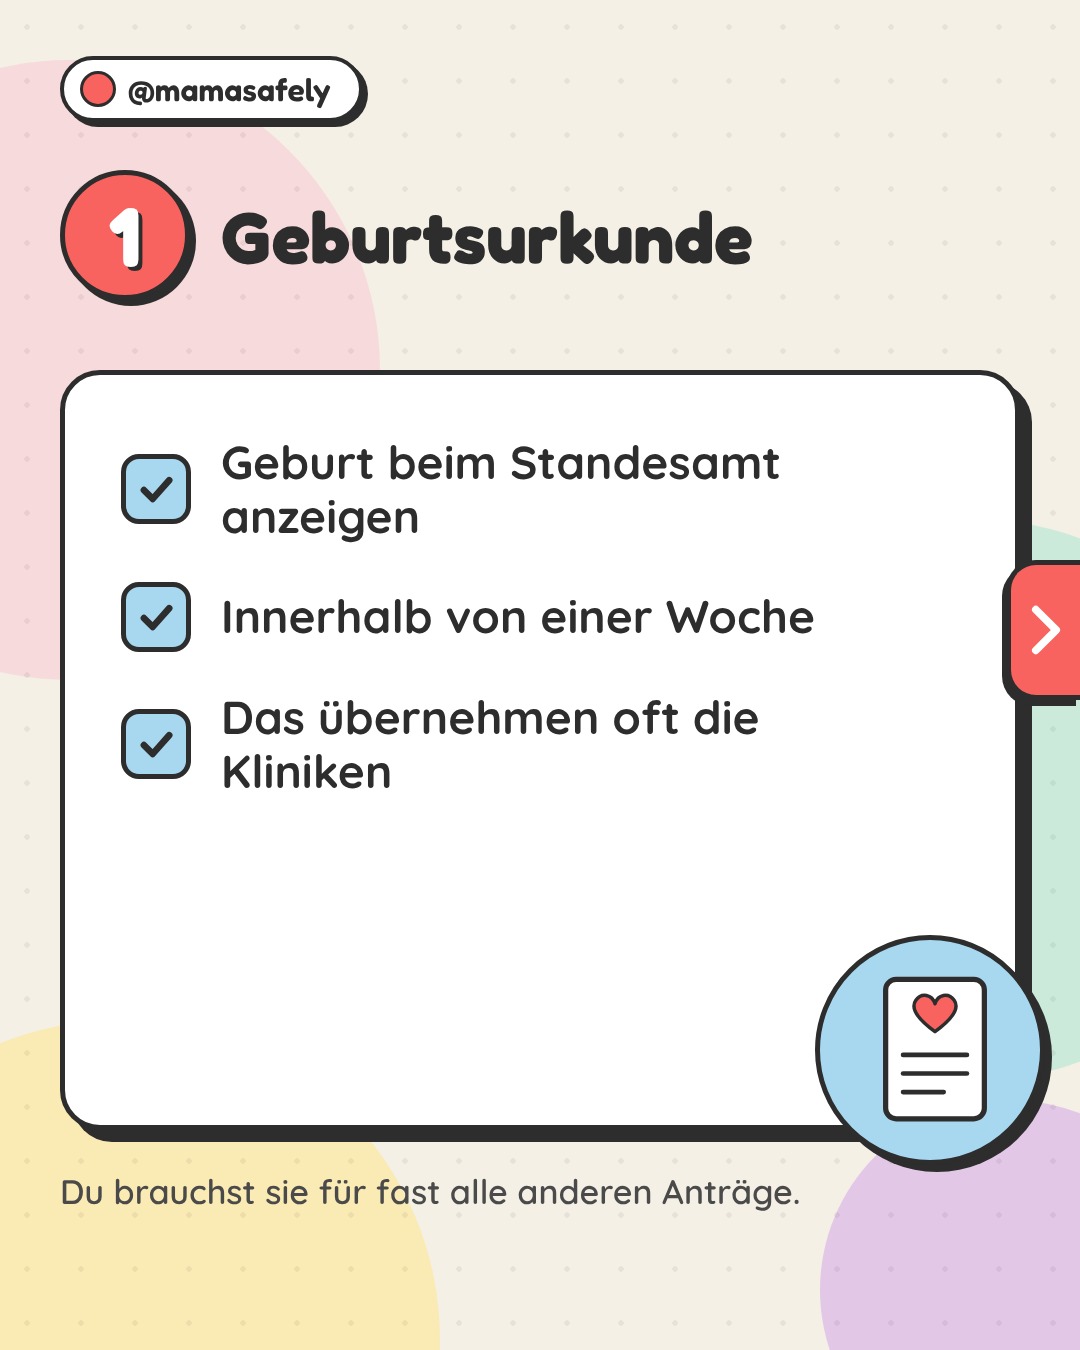 @mamasafely
1
Geburtsurkunde
Geburt beim Standesamt
anzeigen
Innerhalb von einer Woche
Das übernehmen oft die
Kliniken
Du brauchst sie für fast alle anderen Anträge.